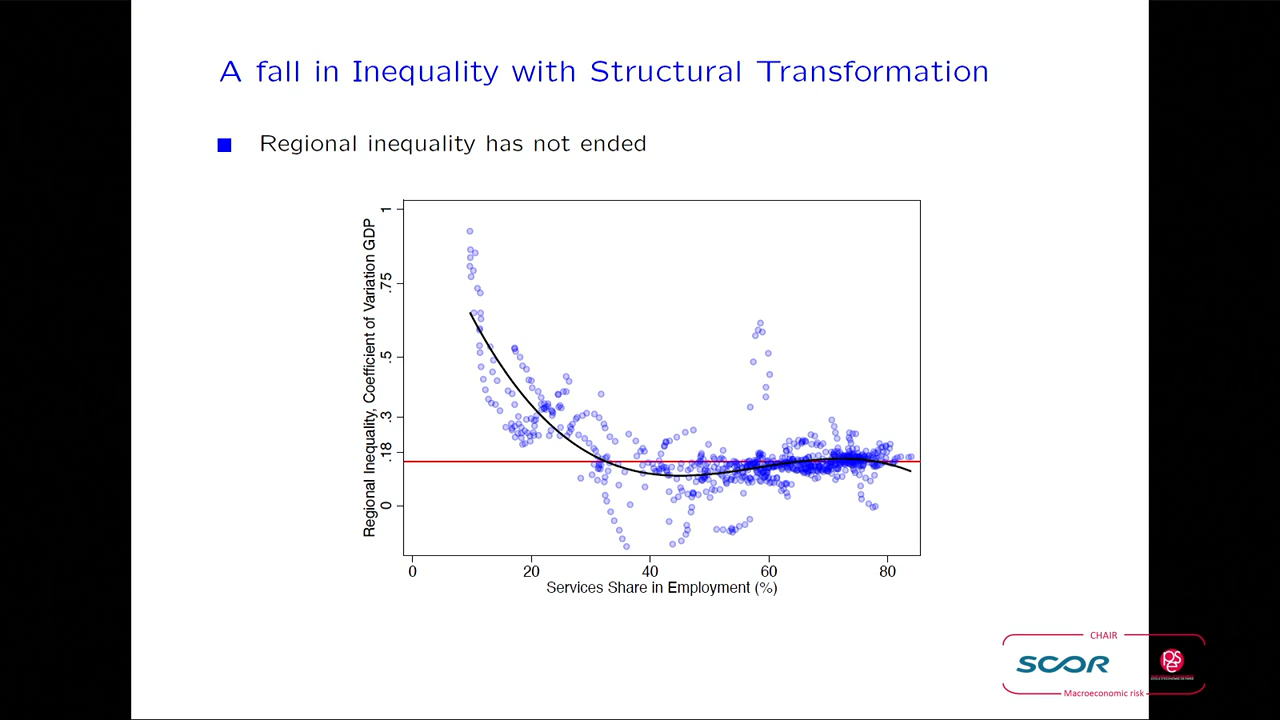 A fall in Inequality with Structural Transformation
Regional inequality has not ended
Regional Inequality, Coefficient of Variation GDP
1
.75
.5
.3
.18
0
0 20 40 60 80
Services Share in Employment (%)
CHAIR
SCOR
pse
Macroeconomic risk